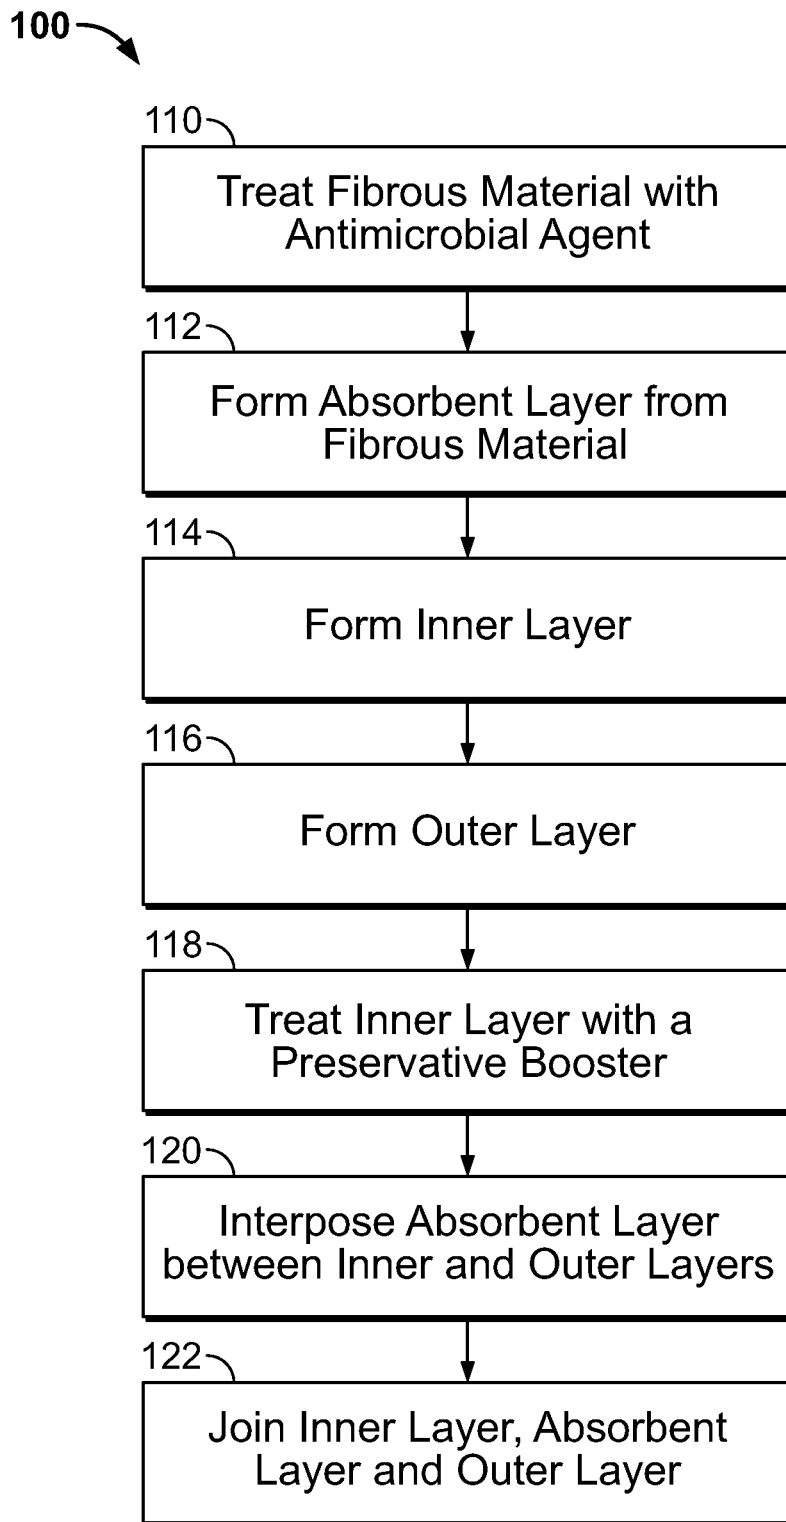 100
110
Treat Fibrous Material with
Antimicrobial Agent
112
Form Absorbent Layer from
Fibrous Material
114
Form Inner Layer
116
Form Outer Layer
118
Treat Inner Layer with a
Preservative Booster
120
Interpose Absorbent Layer
between Inner and Outer Layers
122
Join Inner Layer, Absorbent
Layer and Outer Layer